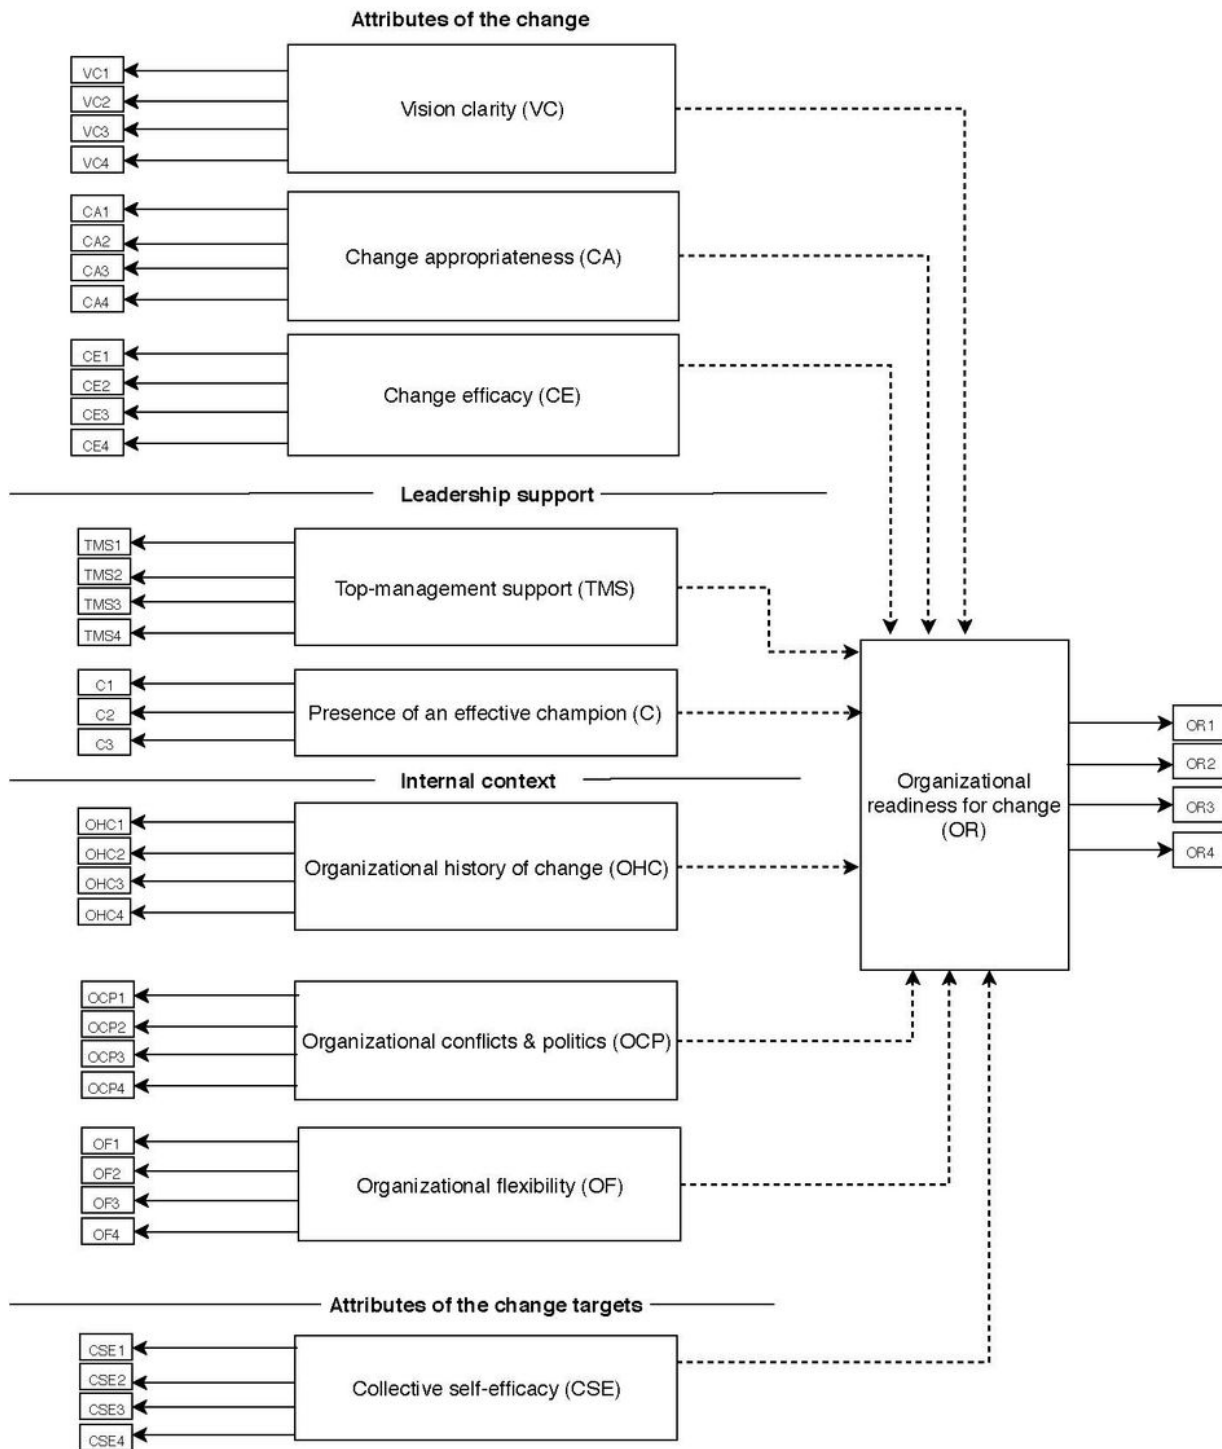 Attributes of the change
VC1
VC2
VC3
VC4
Vision clarity (VC)
CA1
CA2
CA3
CA4
Change appropriateness (CA)
CE1
CE2
CE3
CE4
Change efficacy (CE)
Leadership support
TMS1
TMS2
TMS3
TMS4
Top-management support (TMS)
C1
C2
C3
Presence of an effective champion (C)
Internal context
OHC1
OHC2
OHC3
OHC4
Organizational history of change (OHC)
OCP1
OCP2
OCP3
OCP4
Organizational conflicts & politics (OCP)
OF1
OF2
OF3
OF4
Organizational flexibility (OF)
Attributes of the change targets
CSE1
CSE2
CSE3
CSE4
Collective self-efficacy (CSE)
Organizational
readiness for change
(OR)
OR1
OR2
OR3
OR4